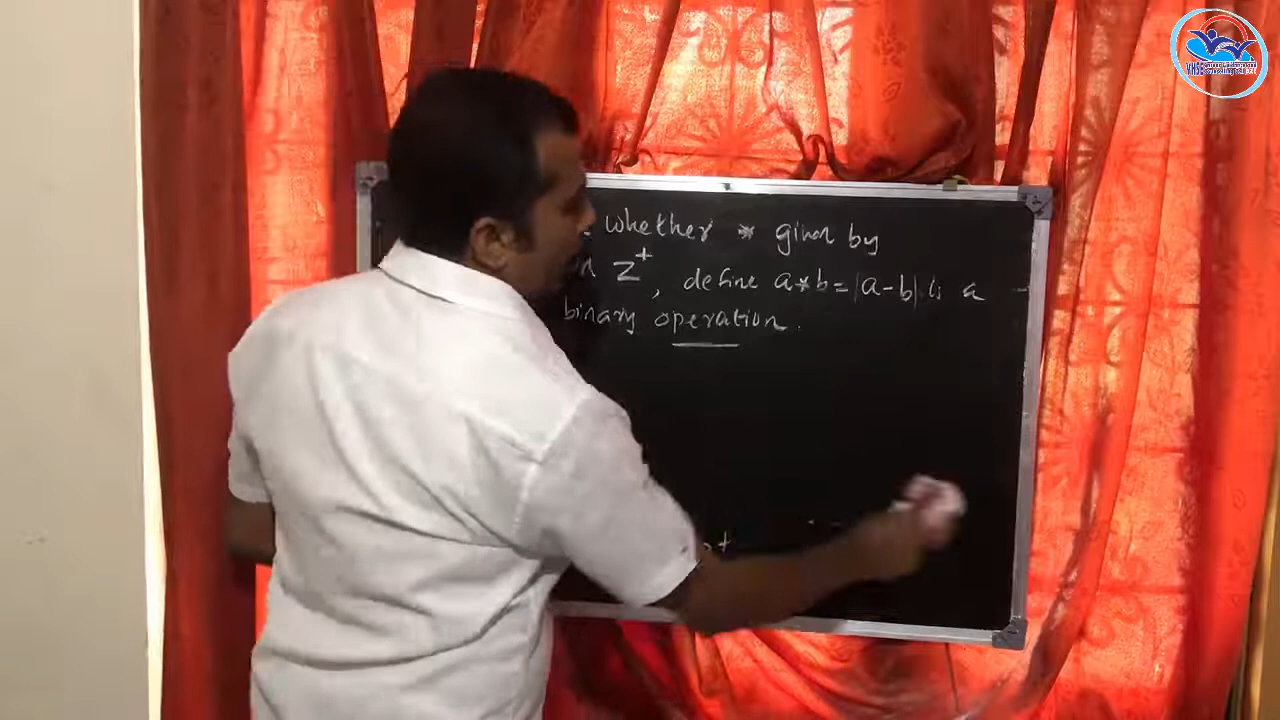 whether * given by
Z⁺, define a*b = |a-b| is a
binary operation.